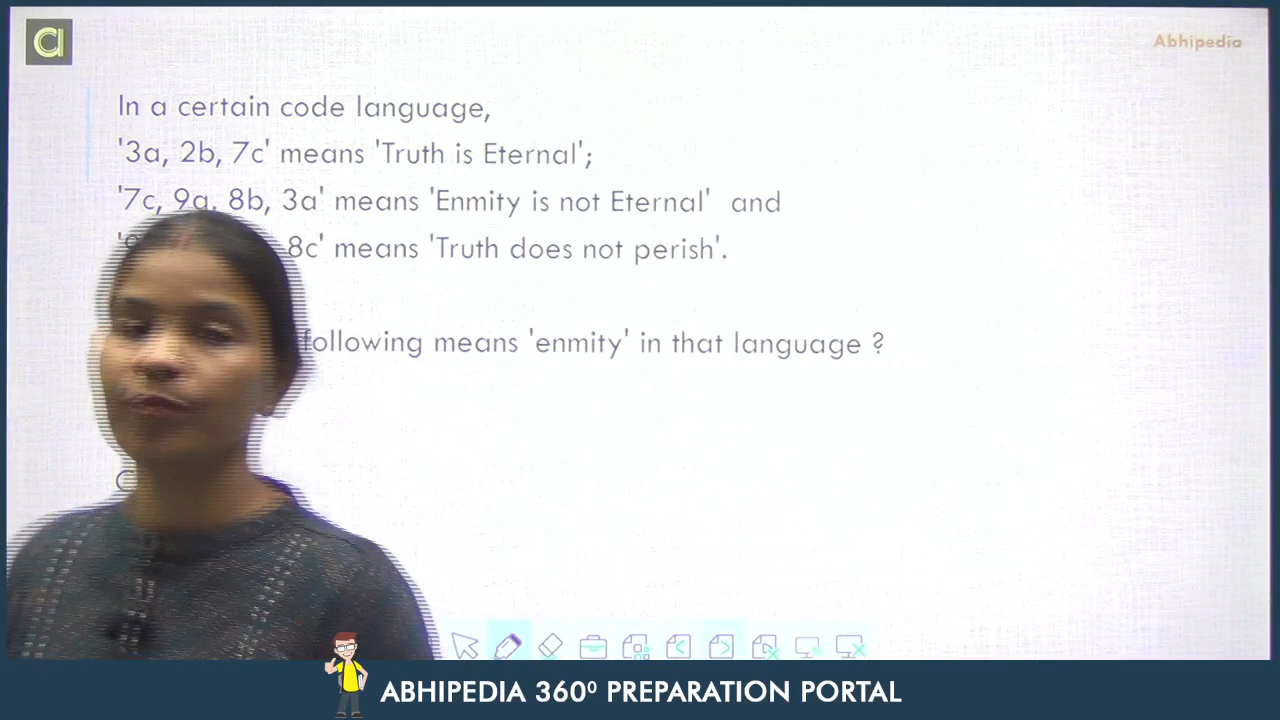 Abhipedia
In a certain code language,
'3a, 2b, 7c' means 'Truth is Eternal';
'7c, 9a, 8b, 3a' means 'Enmity is not Eternal' and
8c' means 'Truth does not perish'.
following means 'enmity' in that language ?
ABHIPEDIA 360⁰ PREPARATION PORTAL